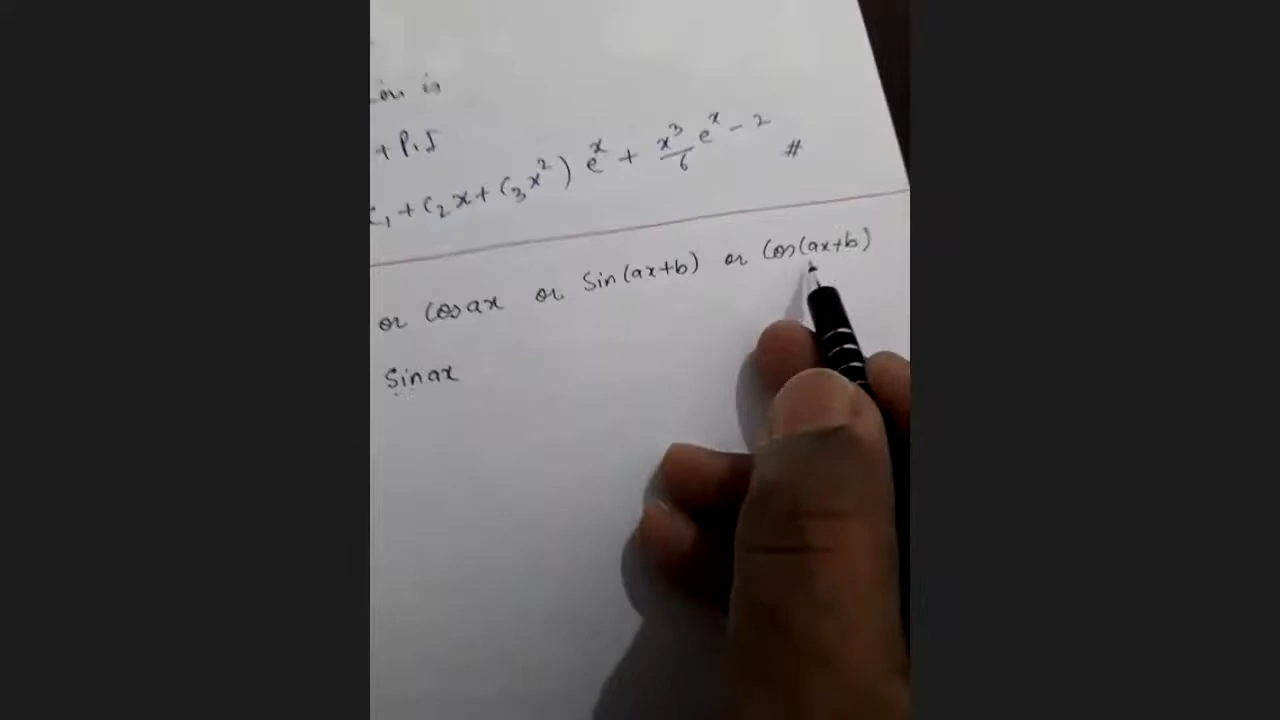 is
+ P.I
C₁ + C₂x + C₃x²) eˣ + x³/6 eˣ - 2 #
or Cos ax or Sin(ax+b) or Cos(ax+b)
Sin ax